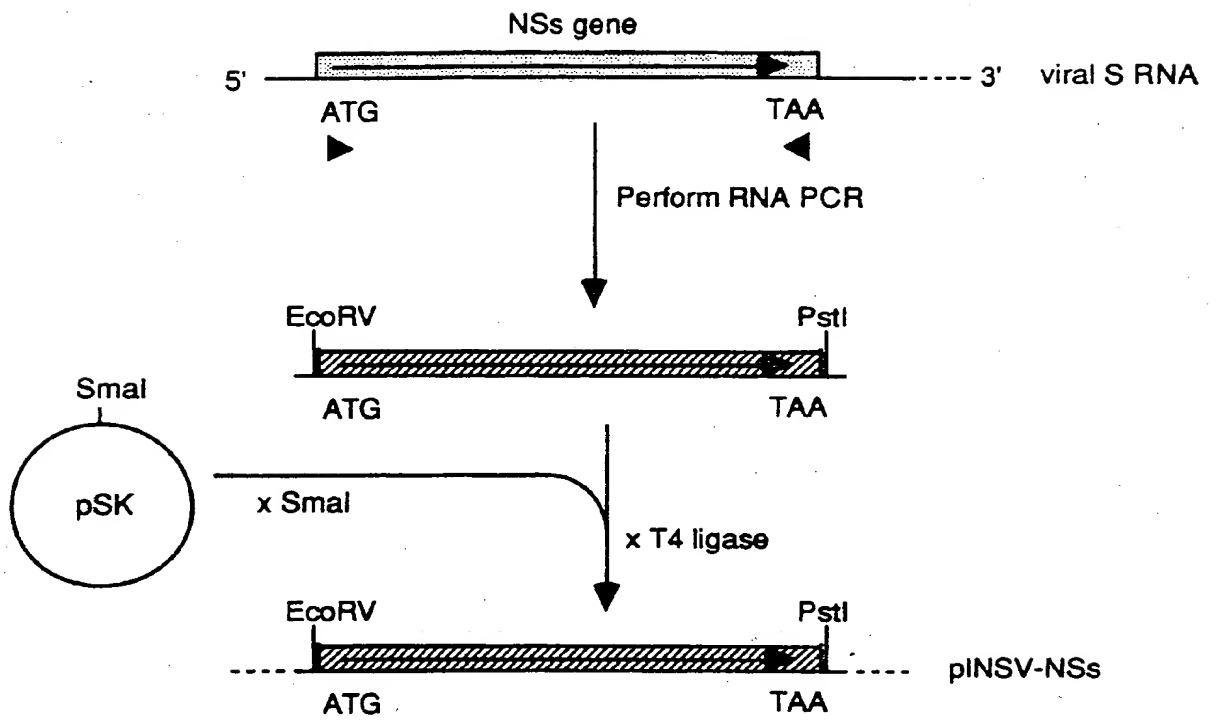 NSs gene
5' 3' viral S RNA
ATG TAA
Perform RNA PCR
EcoRV PstI
ATG TAA
SmaI
pSK
x SmaI
x T4 ligase
EcoRV PstI
pINSV-NSs
ATG TAA